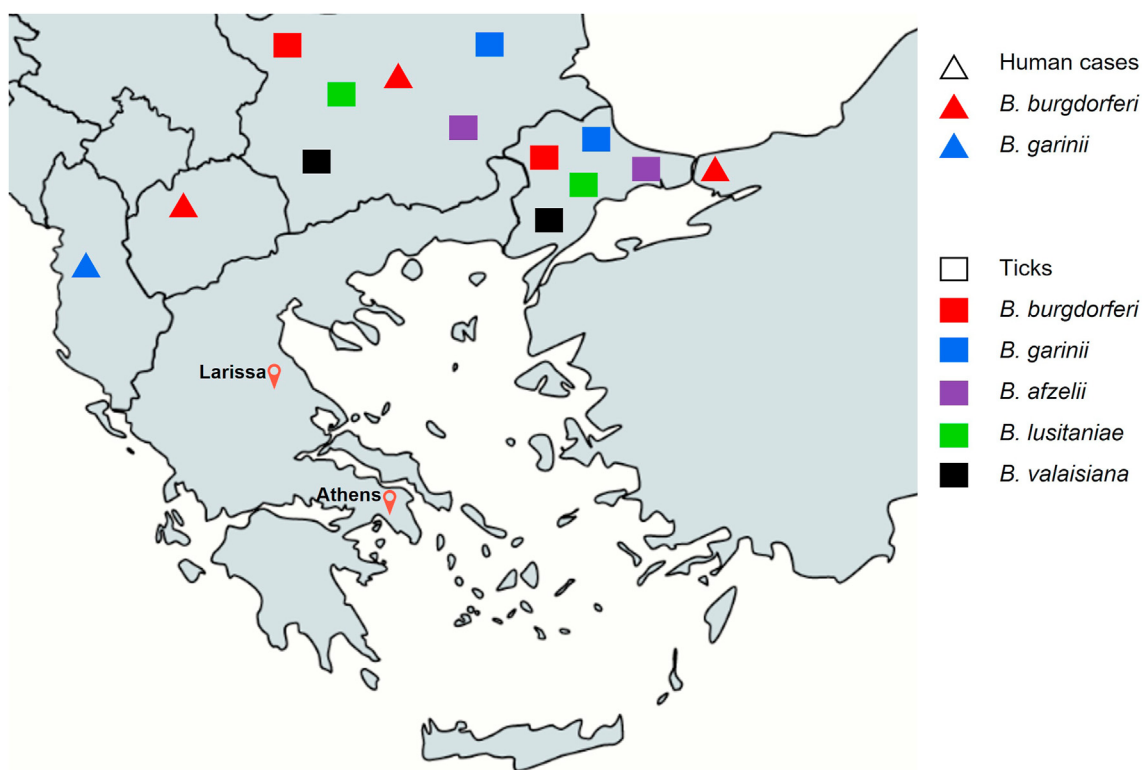 Human cases
B. burgdorferi
B. garinii
Ticks
B. burgdorferi
B. garinii
B. afzelii
B. lusitaniae
B. valaisiana
Larissa
Athens